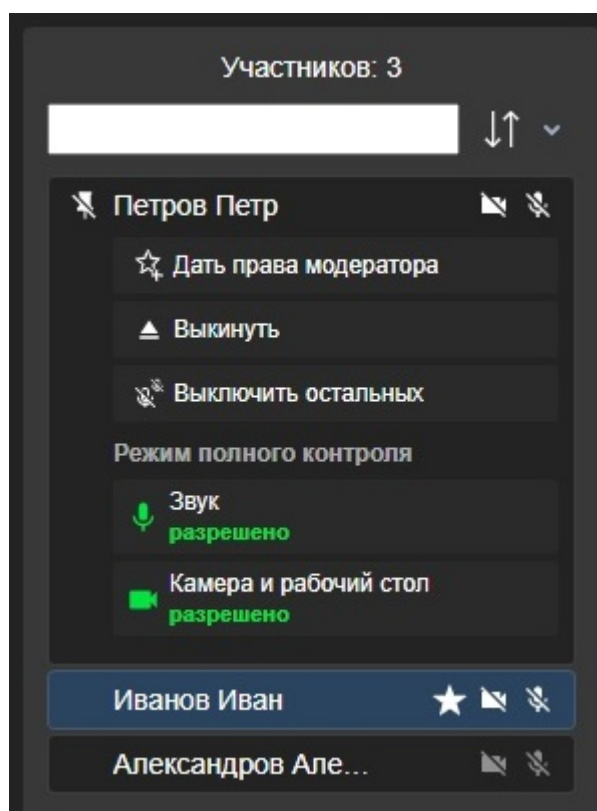 Участников: 3
Петров Петр
Дать права модератора
Выкинуть
Выключить остальных
Режим полного контроля
Звук
разрешено
Камера и рабочий стол
разрешено
Иванов Иван
Александров Але...